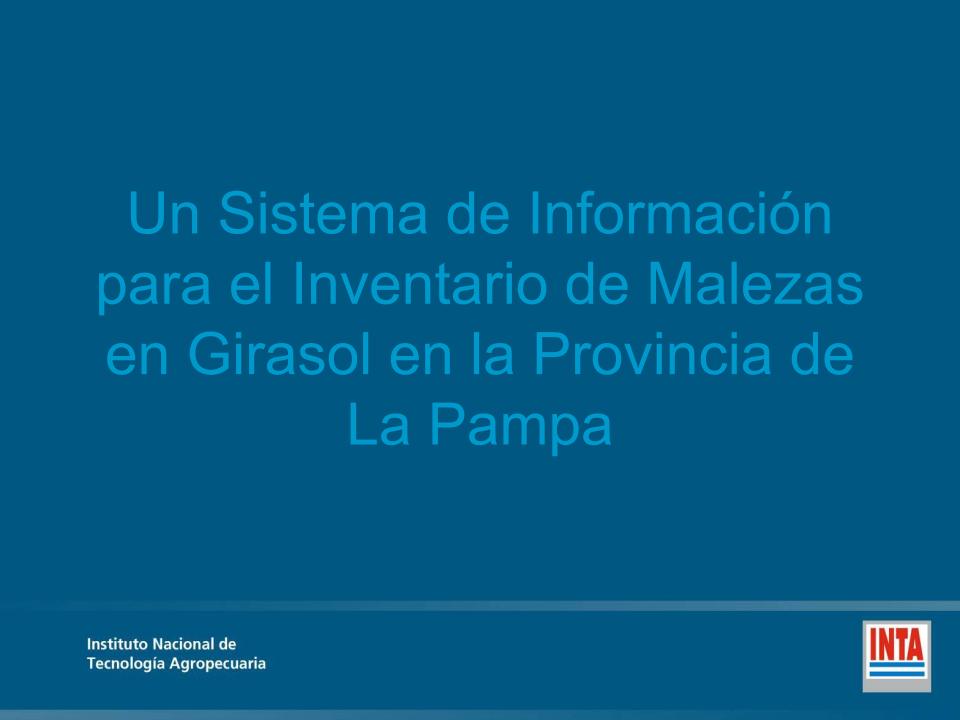 Un Sistema de Información
para el Inventario de Malezas
en Girasol en la Provincia de
La Pampa
Instituto Nacional de
Tecnología Agropecuaria
INTA